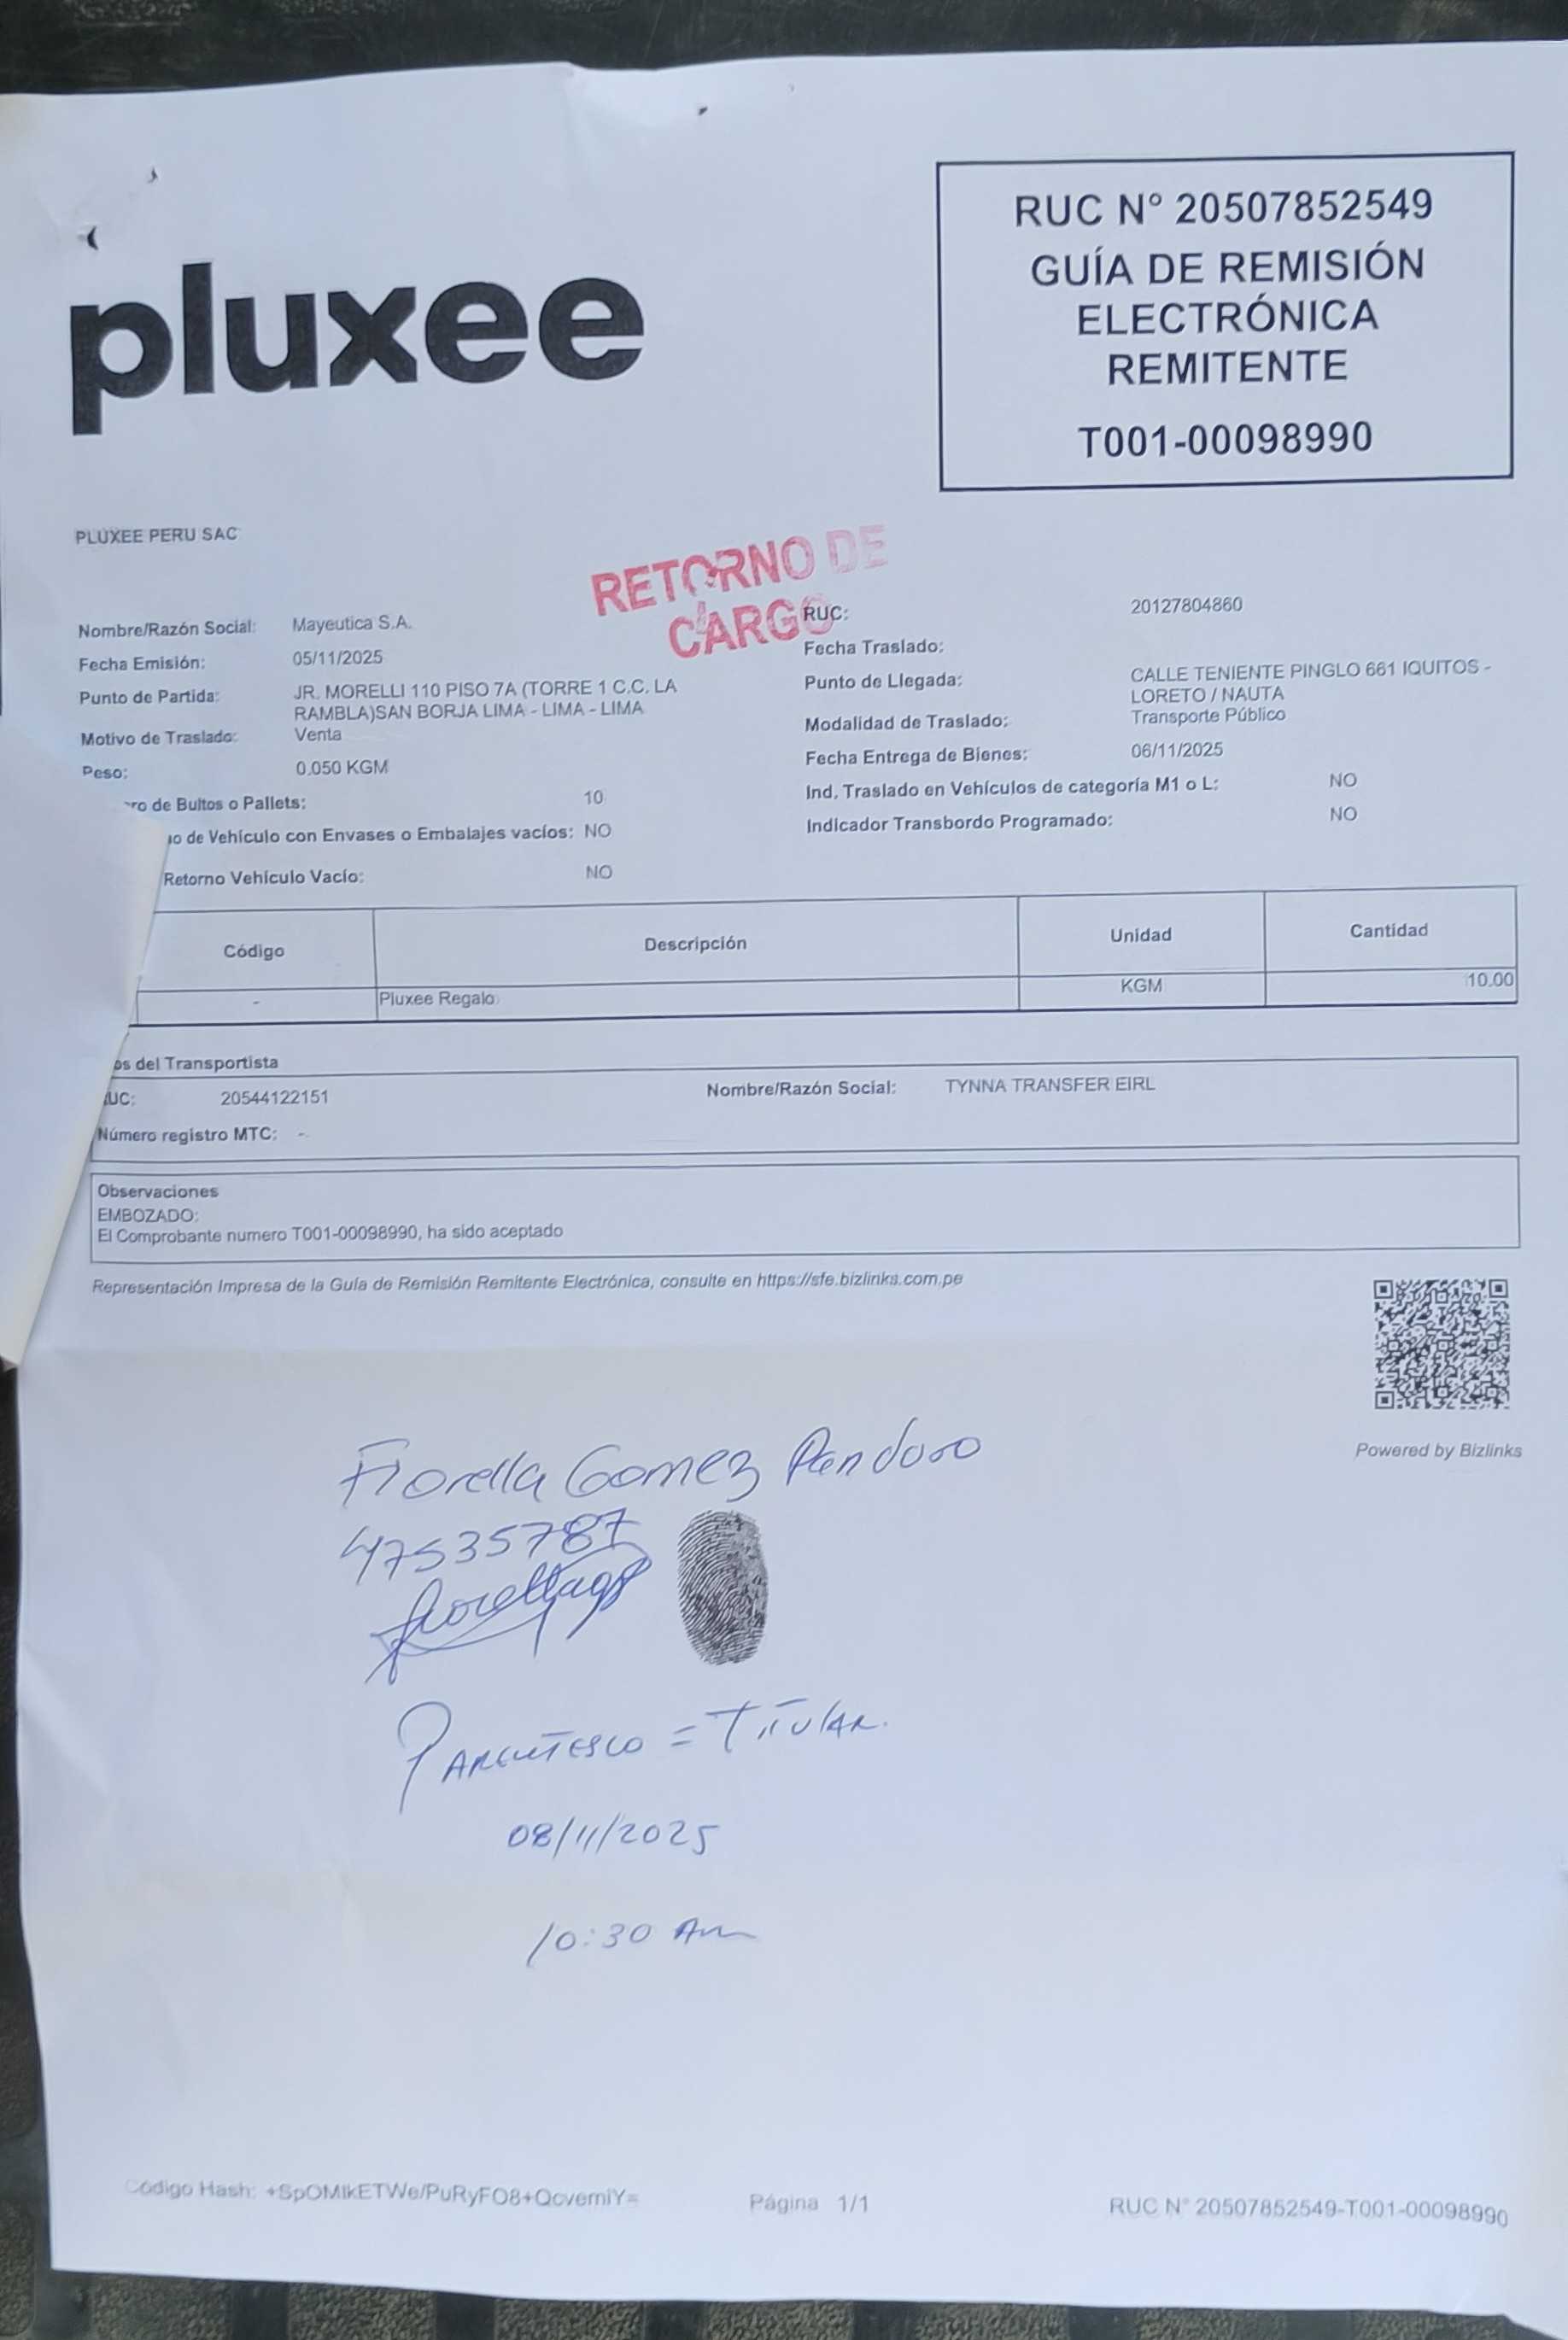 RUC N° 20507852549
GUÍA DE REMISIÓN
ELECTRÓNICA
REMITENTE
T001-00098990
pluxee
PLUXEE PERU SAC
RETORNO DE
CARGO
Nombre/Razón Social: Mayeutica S.A.
RUC: 20127804860
Fecha Emisión: 05/11/2025
Fecha Traslado:
Punto de Partida: JR. MORELLI 110 PISO 7A (TORRE 1 C.C. LA
RAMBLA)SAN BORJA LIMA - LIMA - LIMA
Punto de Llegada: CALLE TENIENTE PINGLO 661 IQUITOS -
LORETO / NAUTA
Motivo de Traslado: Venta
Modalidad de Traslado: Transporte Público
Peso: 0.050 KGM
Fecha Entrega de Bienes: 06/11/2025
ro de Bultos o Pallets: 10
Ind. Traslado en Vehículos de categoría M1 o L: NO
o de Vehículo con Envases o Embalajes vacíos: NO
Indicador Transbordo Programado: NO
Retorno Vehículo Vacío: NO
Código Descripción Unidad Cantidad
- Pluxee Regalo KGM 10.00
os del Transportista
UC: 20544122151 Nombre/Razón Social: TYNNA TRANSFER EIRL
Número registro MTC: -
Observaciones
EMBOZADO:
El Comprobante numero T001-00098990, ha sido aceptado
Representación Impresa de la Guía de Remisión Remitente Electrónica, consulte en https://sfe.bizlinks.com.pe
Powered by Bizlinks
Fiorella Gomez Panduro
47535787
fiorellagp
PARENTESCO = TITULAR.
08/11/2025
10:30 Am
Código Hash: +SpOMIkETWe/PuRyFO8+QcvemiY=
Página 1/1
RUC N° 20507852549-T001-00098990